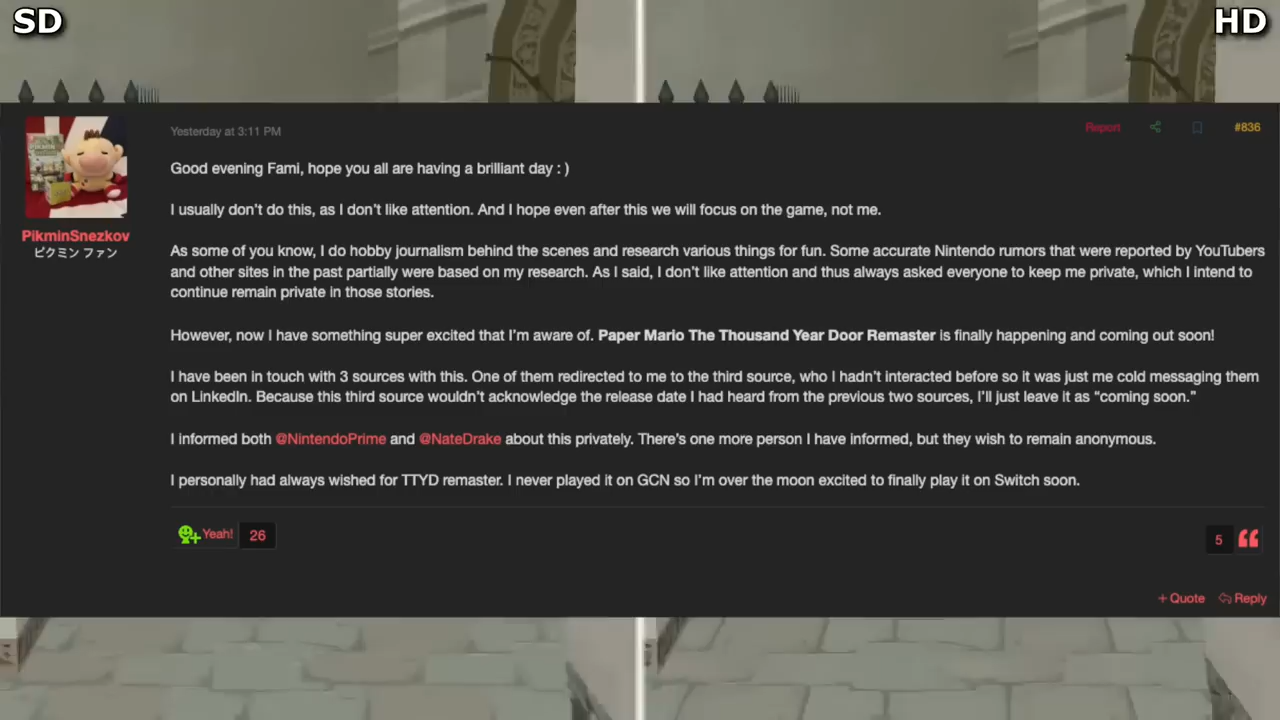 SD
HD
Yesterday at 3:11 PM
Report
#836
PikminSnezkov
ピクミン ファン
Good evening Fami, hope you all are having a brilliant day : )
I usually don't do this, as I don't like attention. And I hope even after this we will focus on the game, not me.
As some of you know, I do hobby journalism behind the scenes and research various things for fun. Some accurate Nintendo rumors that were reported by YouTubers
and other sites in the past partially were based on my research. As I said, I don't like attention and thus always asked everyone to keep me private, which I intend to
continue remain private in those stories.
However, now I have something super excited that I'm aware of. Paper Mario The Thousand Year Door Remaster is finally happening and coming out soon!
I have been in touch with 3 sources with this. One of them redirected to me to the third source, who I hadn't interacted before so it was just me cold messaging them
on LinkedIn. Because this third source wouldn't acknowledge the release date I had heard from the previous two sources, I'll just leave it as “coming soon.”
I informed both @NintendoPrime and @NateDrake about this privately. There's one more person I have informed, but they wish to remain anonymous.
I personally had always wished for TTYD remaster. I never played it on GCN so I'm over the moon excited to finally play it on Switch soon.
Yeah! 26
5
+ Quote Reply